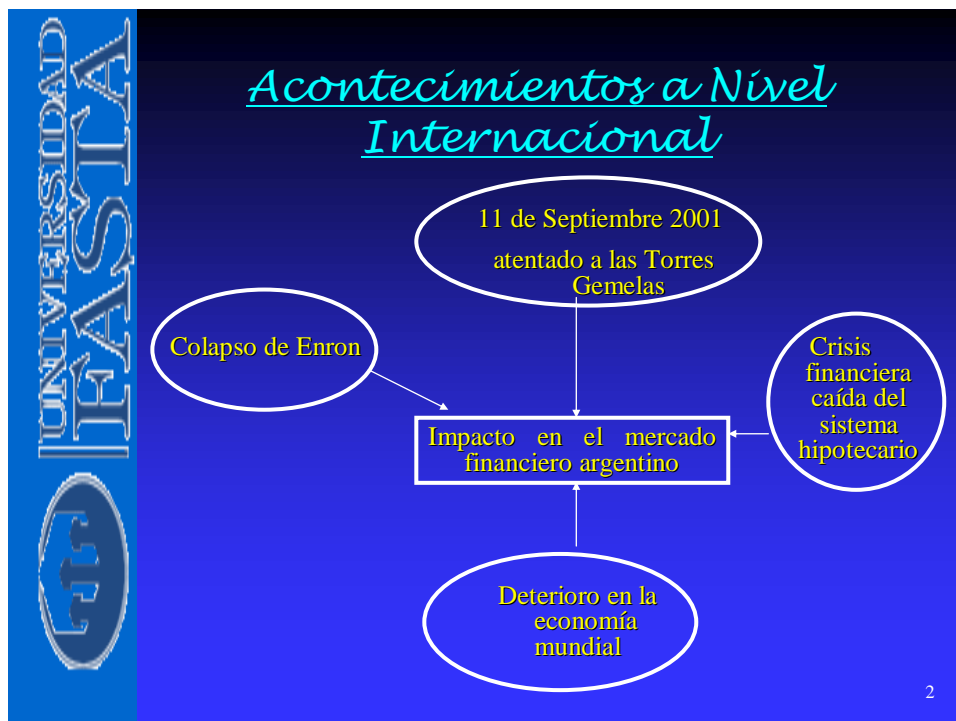 UNIVERSIDAD
FASTA
Acontecimientos a Nivel
Internacional
11 de Septiembre 2001
atentado a las Torres
Gemelas
Colapso de Enron
Crisis
financiera
caída del
sistema
hipotecario
Impacto en el mercado
financiero argentino
Deterioro en la
economía
mundial
2